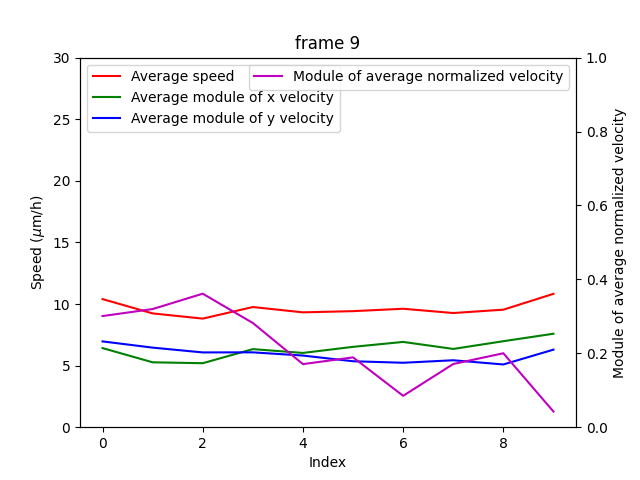 frame 9
Average speed
Average module of x velocity
Average module of y velocity
Module of average normalized velocity
30
25
20
15
10
5
0
Speed (μm/h)
1.0
0.8
0.6
0.4
0.2
0.0
Module of average normalized velocity
0 2 4 6 8
Index